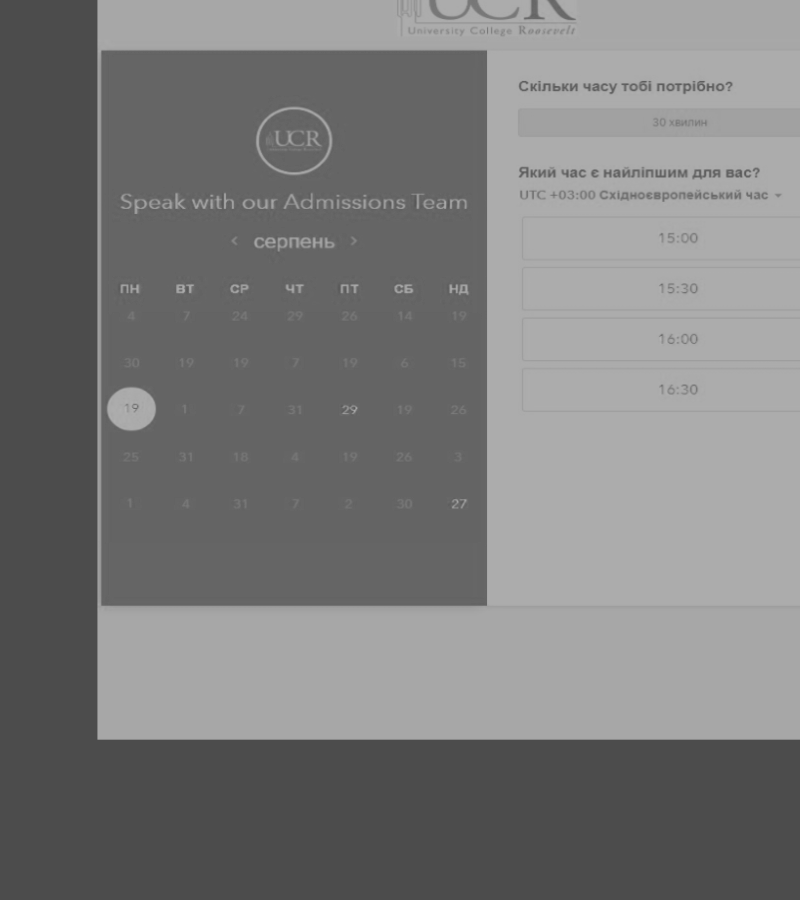 UCR
University College Roosevelt
UCR
Speak with our Admissions Team
< серпень >
ПН ВТ СР ЧТ ПТ СБ НД
4 7 24 29 26 14 19
30 19 19 7 19 6 15
19 1 7 31 29 19 26
25 31 18 4 19 26 3
1 4 31 7 2 30 27
Скільки часу тобі потрібно?
30 хвилин
Який час є найліпшим для вас?
UTC +03:00 Східноєвропейський час
15:00
15:30
16:00
16:30